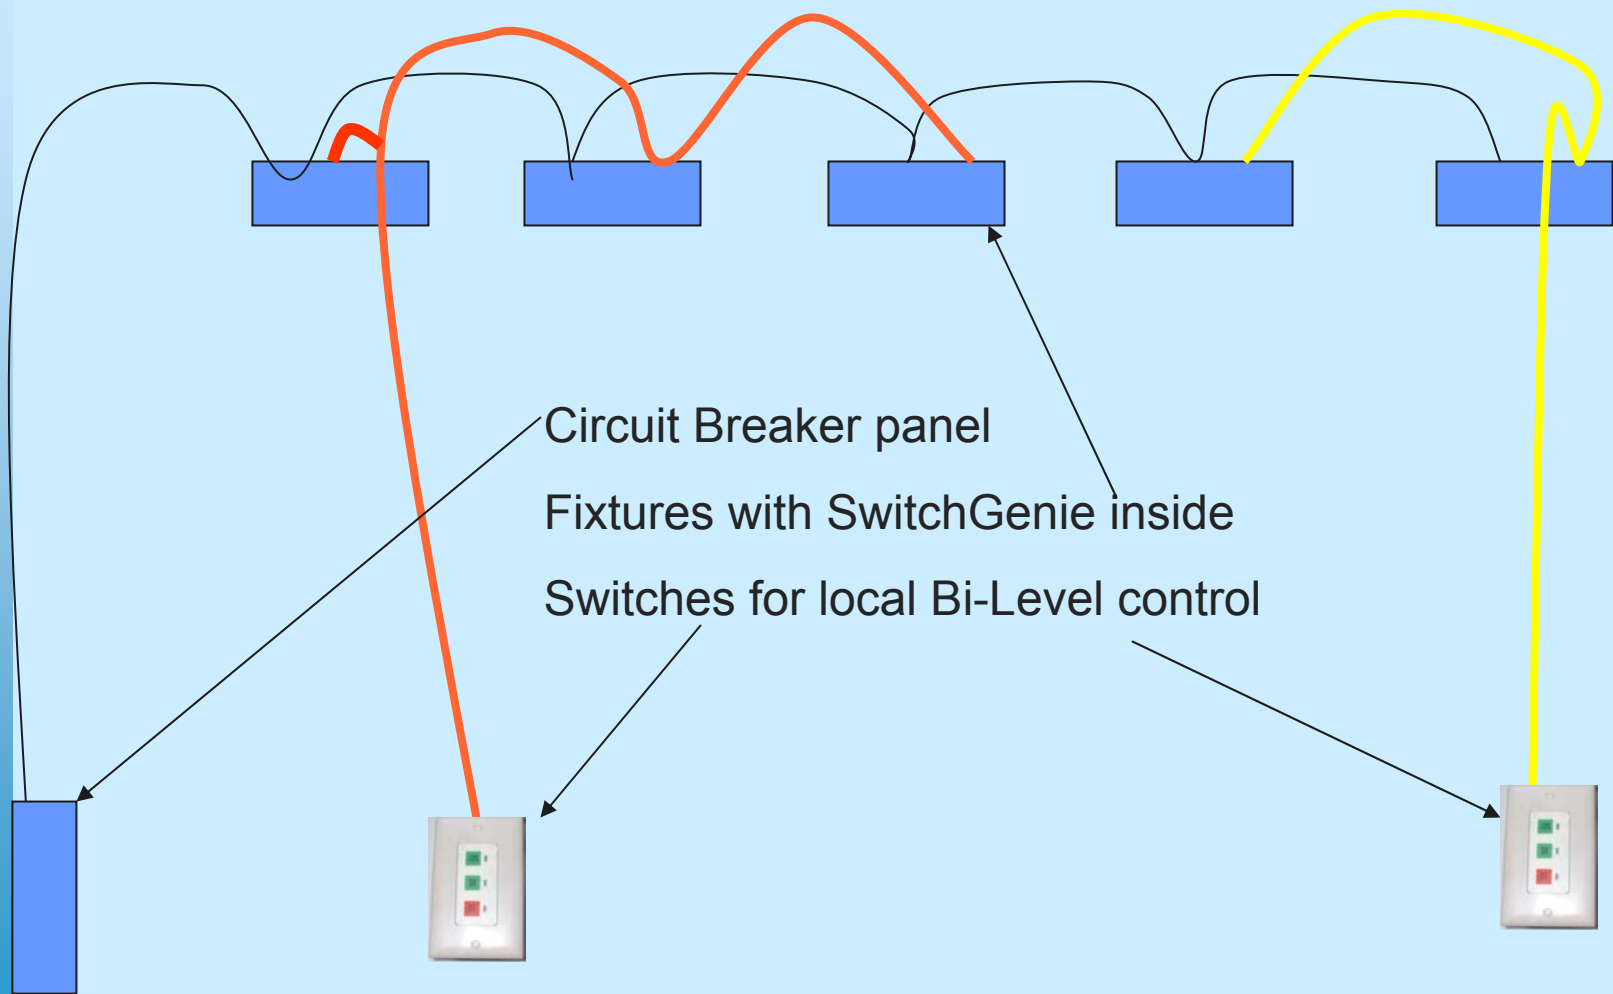 Circuit Breaker panel
Fixtures with SwitchGenie inside
Switches for local Bi-Level control